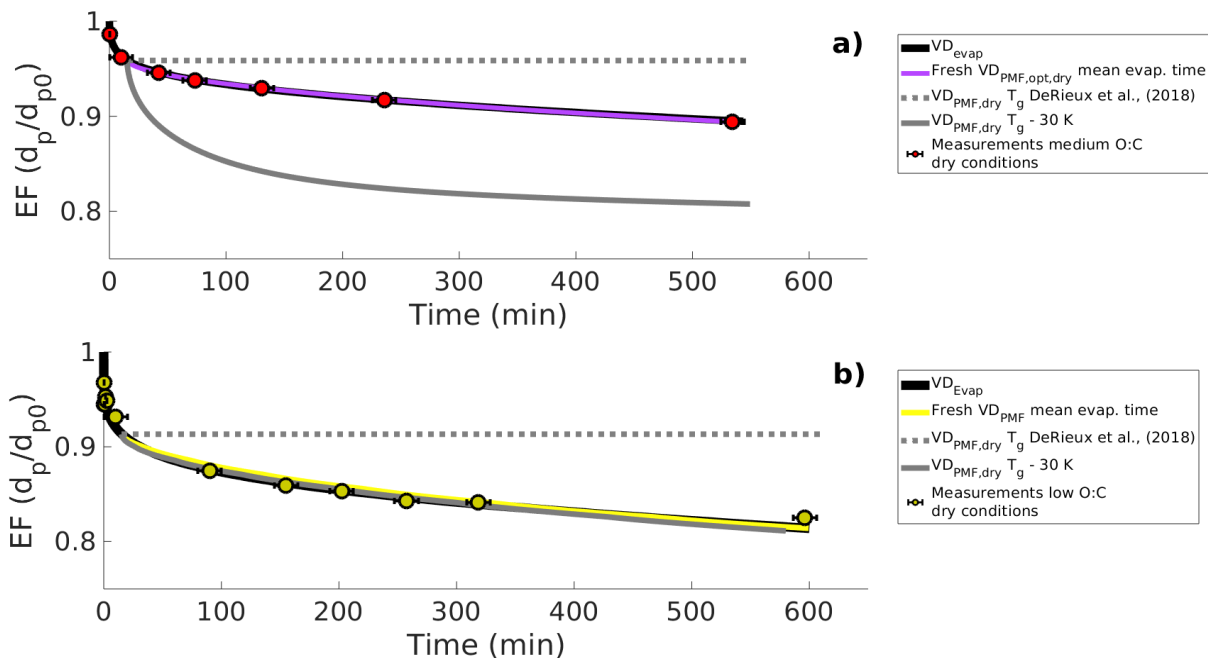 1
0.9
0.8
EF (dp/dp0)
0
100
200
300
400
500
600
Time (min)
a)
VDevap
Fresh VDPMF,opt,dry mean evap. time
VDPMF,dry Tg DeRieux et al., (2018)
VDPMF,dry Tg - 30 K
Measurements medium O:C
dry conditions
1
0.9
0.8
EF (dp/dp0)
0
100
200
300
400
500
600
Time (min)
b)
VDEvap
Fresh VDPMF mean evap. time
VDPMF,dry Tg DeRieux et al., (2018)
VDPMF,dry Tg - 30 K
Measurements low O:C
dry conditions